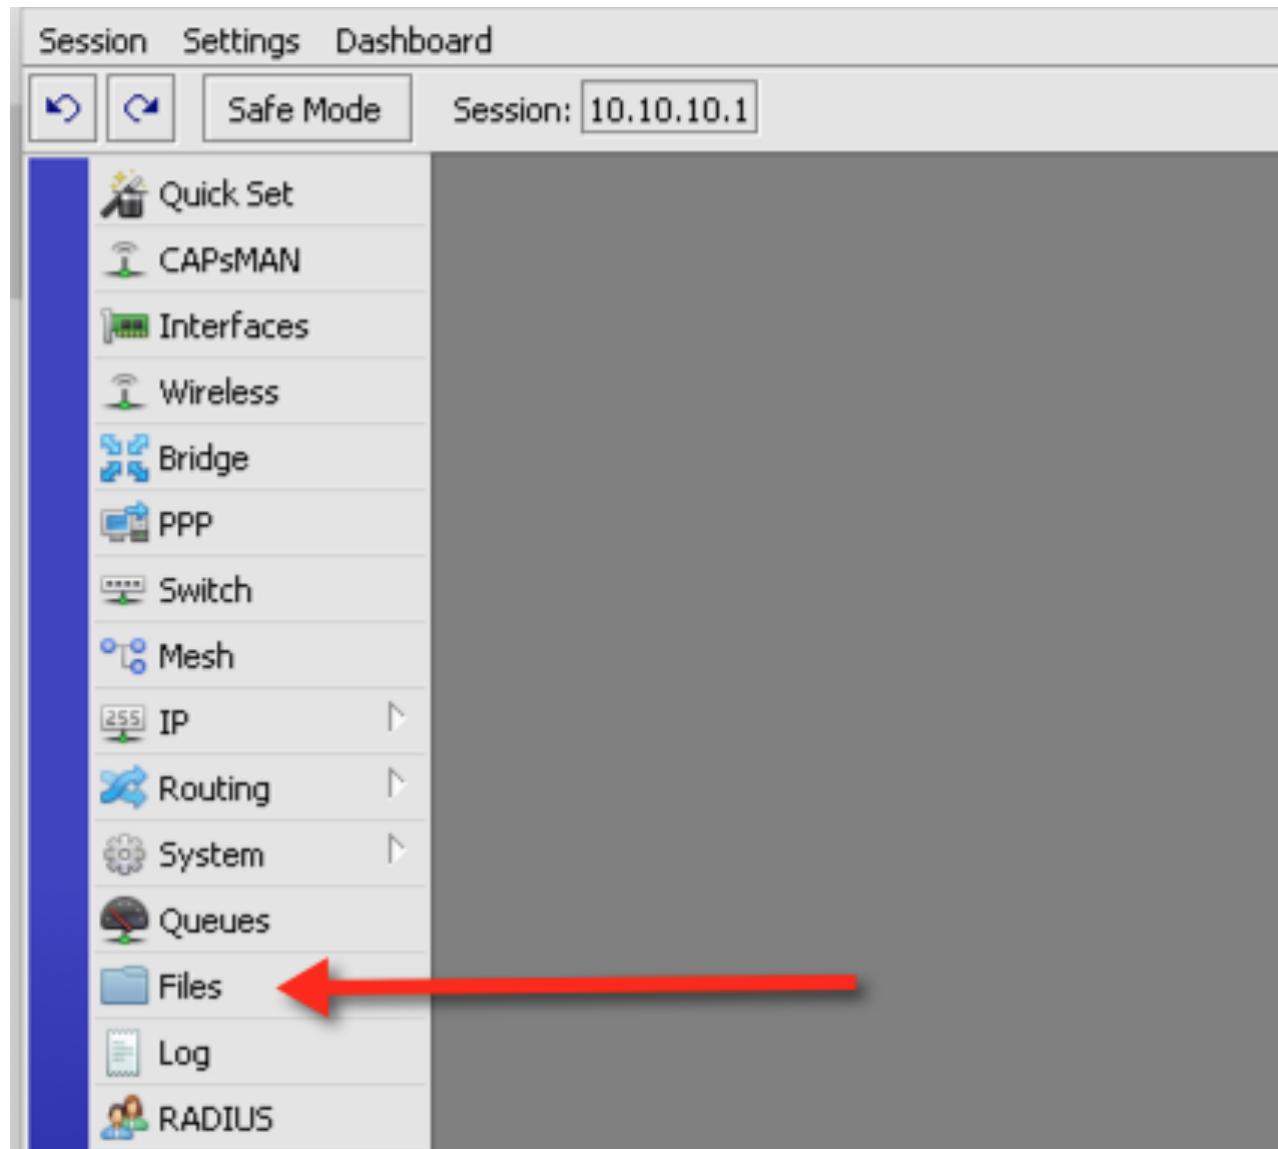 Session Settings Dashboard
Safe Mode Session: 10.10.10.1
Quick Set
CAPsMAN
Interfaces
Wireless
Bridge
PPP
Switch
Mesh
255 IP
Routing
System
Queues
Files
Log
RADIUS